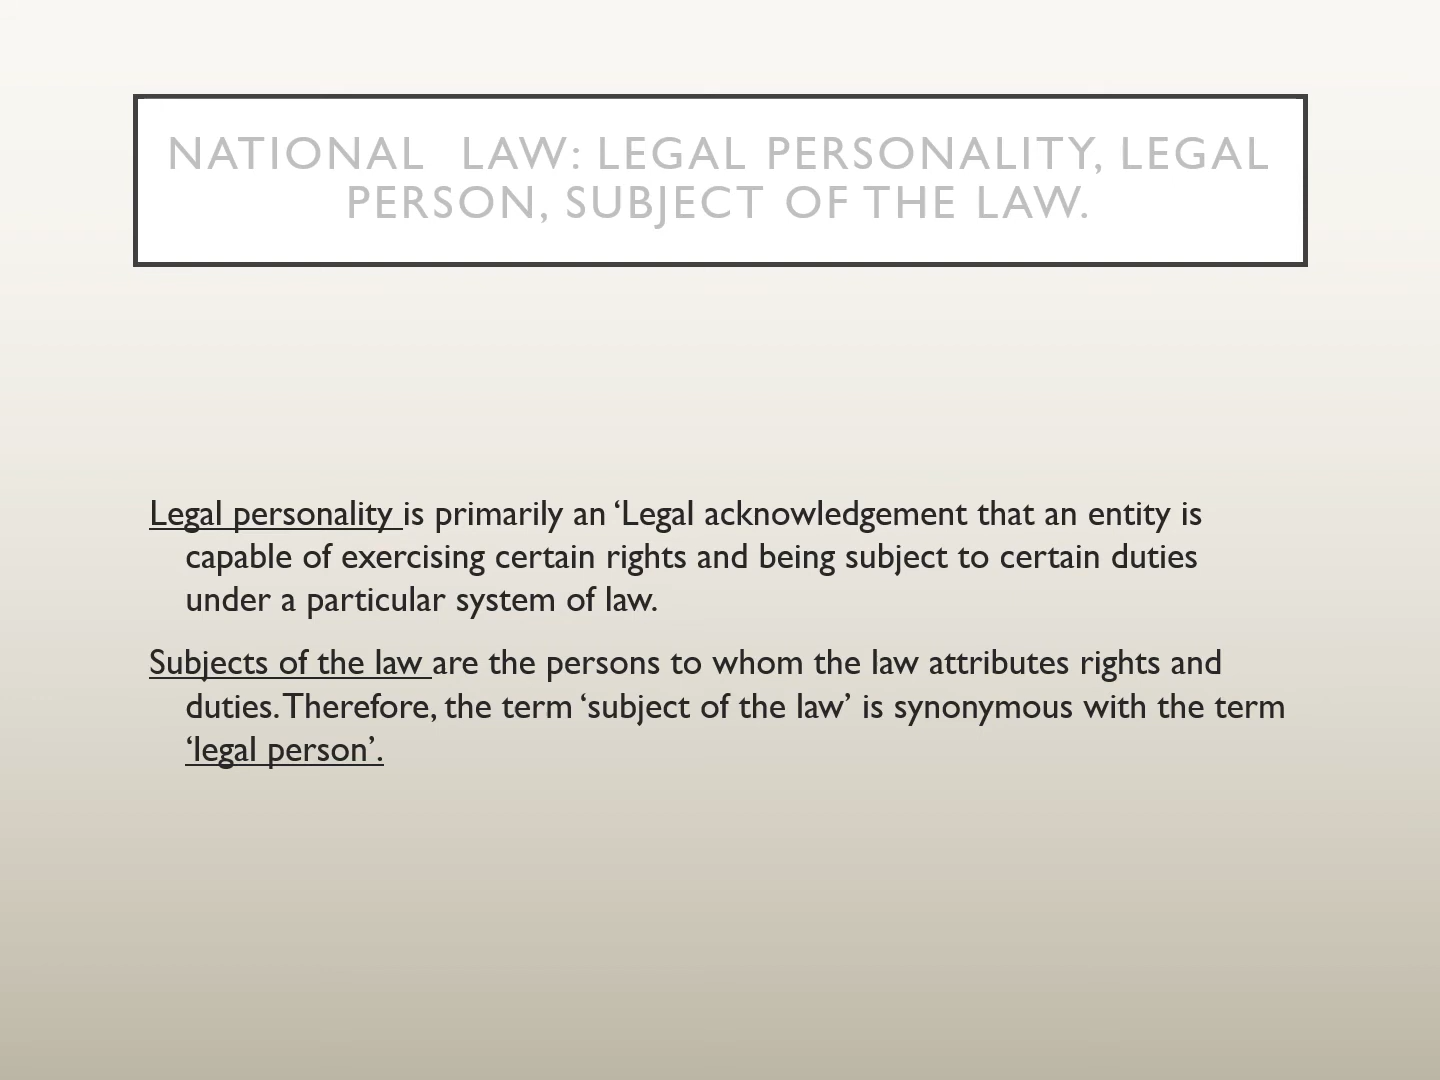 NATIONAL LAW: LEGAL PERSONALITY, LEGAL
PERSON, SUBJECT OF THE LAW.
Legal personality is primarily an ‘Legal acknowledgement that an entity is
capable of exercising certain rights and being subject to certain duties
under a particular system of law.
Subjects of the law are the persons to whom the law attributes rights and
duties. Therefore, the term ‘subject of the law’ is synonymous with the term
‘legal person’.